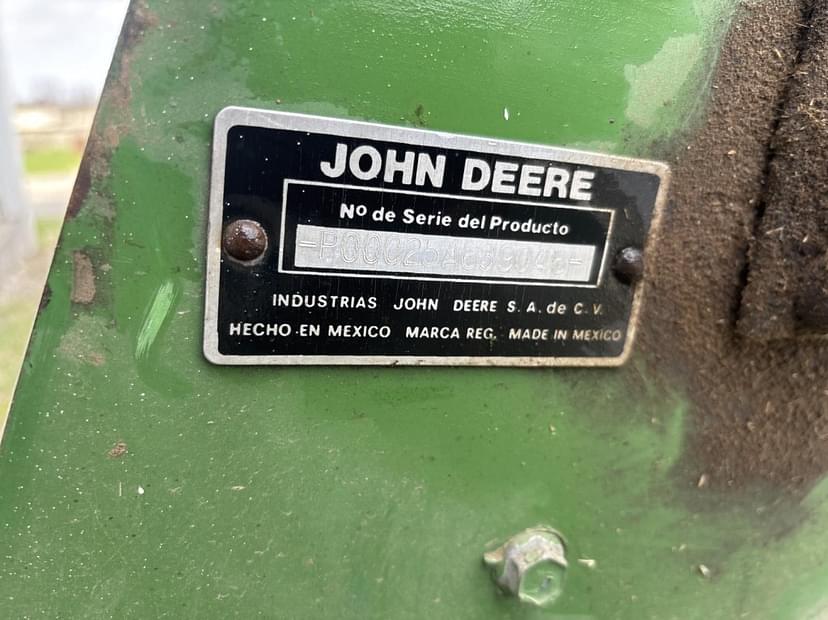 JOHN DEERE
Nº de Serie del Producto
INDUSTRIAS JOHN DEERE S. A. de C. V.
HECHO EN MEXICO MARCA REG. MADE IN MEXICO